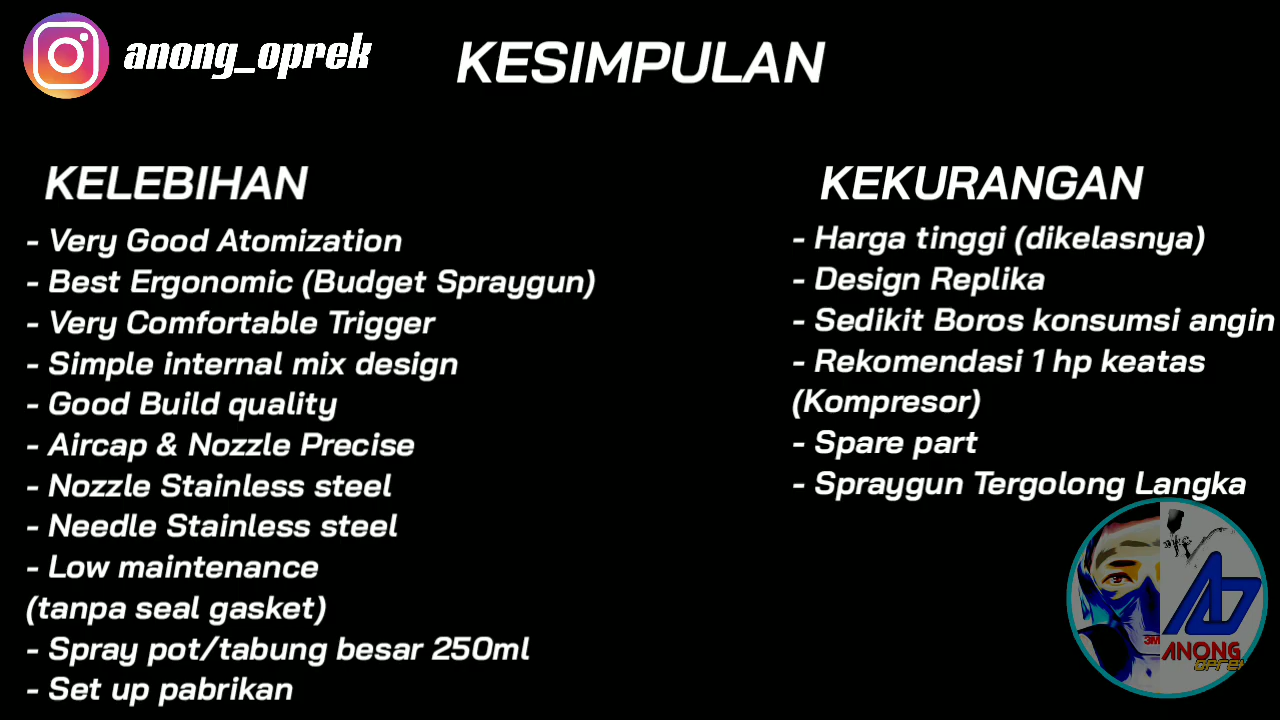 anong_oprek
KESIMPULAN
KELEBIHAN
- Very Good Atomization
- Best Ergonomic (Budget Spraygun)
- Very Comfortable Trigger
- Simple internal mix design
- Good Build quality
- Aircap & Nozzle Precise
- Nozzle Stainless steel
- Needle Stainless steel
- Low maintenance
(tanpa seal gasket)
- Spray pot/tabung besar 250ml
- Set up pabrikan
KEKURANGAN
- Harga tinggi (dikelasnya)
- Design Replika
- Sedikit Boros konsumsi angin
- Rekomendasi 1 hp keatas
(Kompresor)
- Spare part
- Spraygun Tergolong Langka
3M
ANONG
OPREK